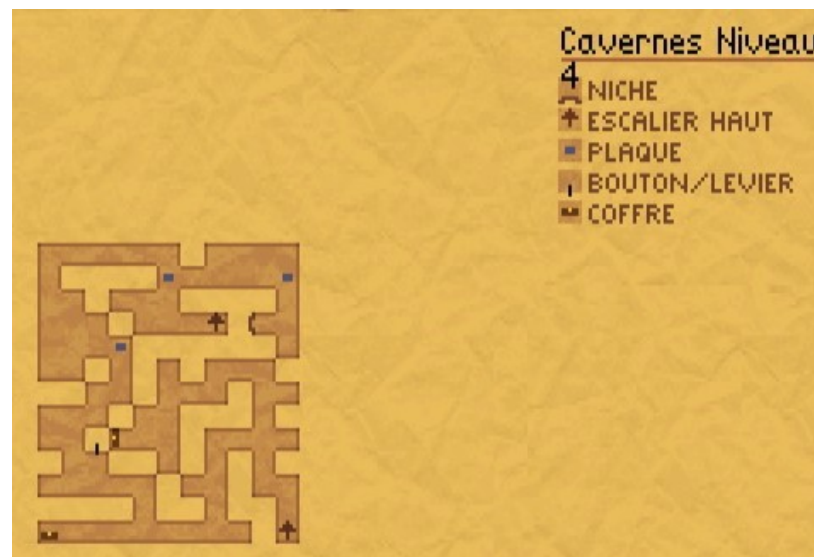 Cavernes Niveau
4
NICHE
ESCALIER HAUT
PLAQUE
BOUTON/LEVIER
COFFRE